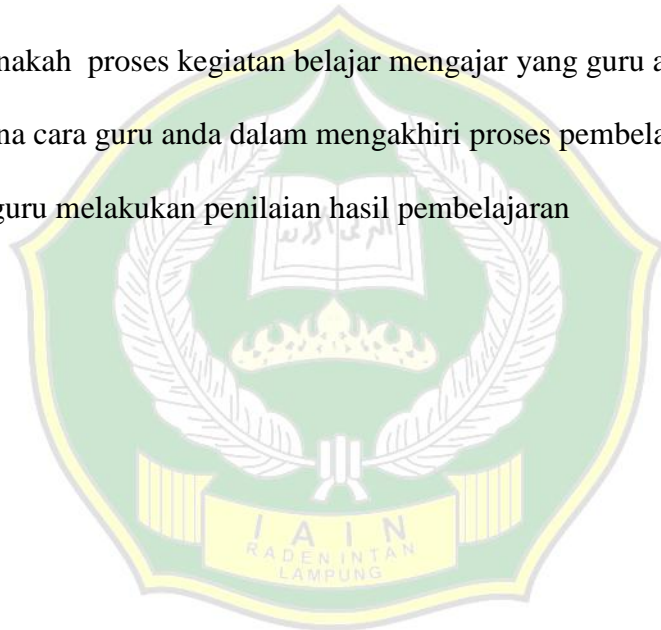 nakah proses kegiatan belajar mengajar yang guru a
na cara guru anda dalam mengakhiri proses pembela
guru melakukan penilaian hasil pembelajaran
IAIN
RADEN INTAN
LAMPUNG